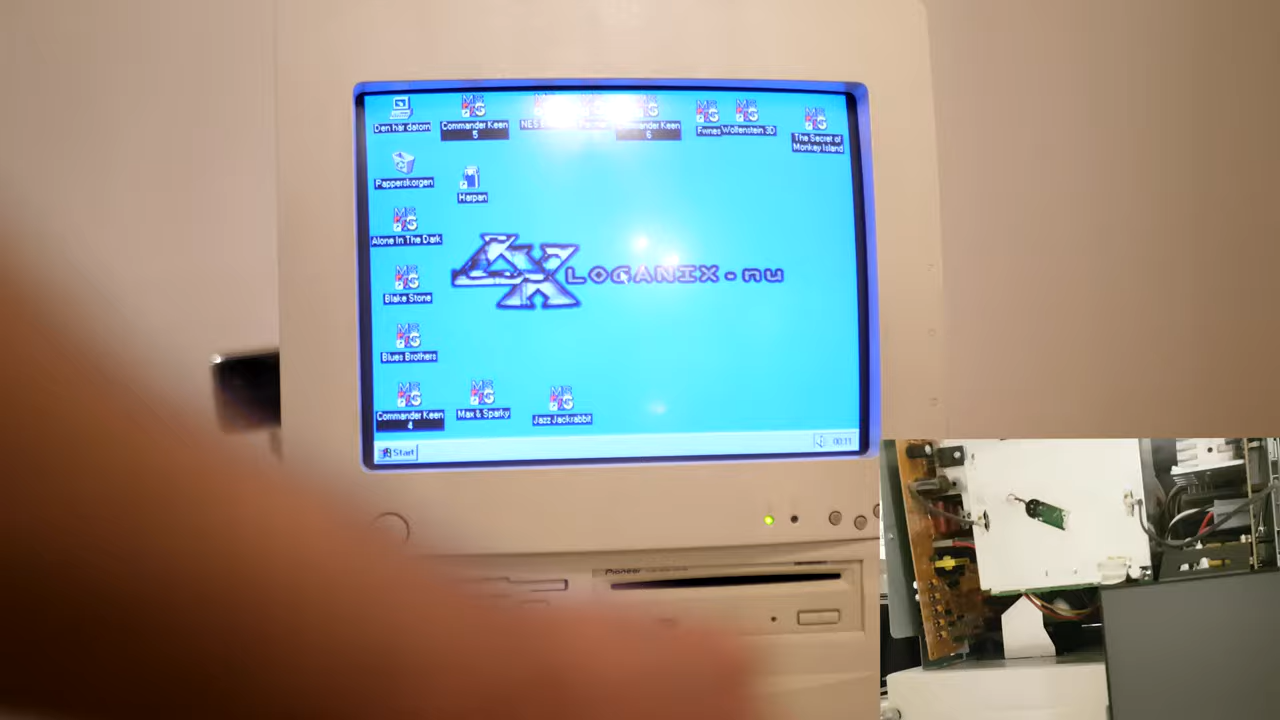 Den här datorn
Commander Keen
5
NES
Commander Keen
6
Fwnes
Wolfenstein 3D
The Secret of
Monkey Island
Papperskorgen
Harpan
Alone In The Dark
LOGANIX.nu
Blake Stone
Blues Brothers
Commander Keen
4
Max & Sparky
Jazz Jackrabbit
Start
00:11
Pioneer